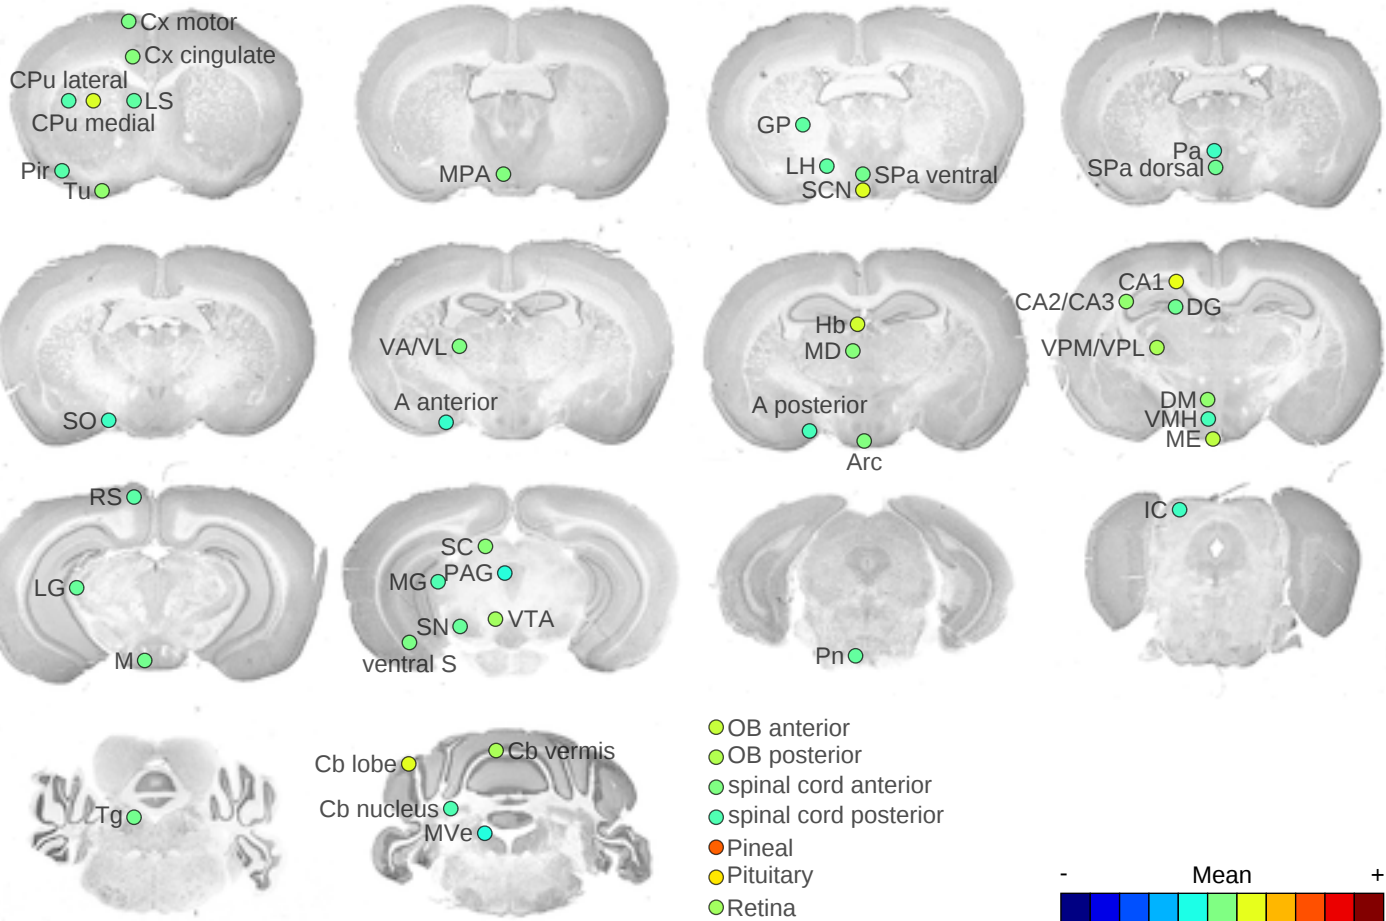 Cx motor
Cx cingulate
CPu lateral
LS
CPu medial
Pir
Tu
MPA
GP
LH
SPa ventral
SCN
Pa
SPa dorsal
SO
VA/VL
A anterior
Hb
MD
A posterior
Arc
CA1
CA2/CA3
DG
VPM/VPL
DM
VMH
ME
RS
LG
M
SC
MG
PAG
SN
VTA
ventral S
Pn
IC
Tg
Cb lobe
Cb vermis
Cb nucleus
MVe
OB anterior
OB posterior
spinal cord anterior
spinal cord posterior
Pineal
Pituitary
Retina
- Mean +